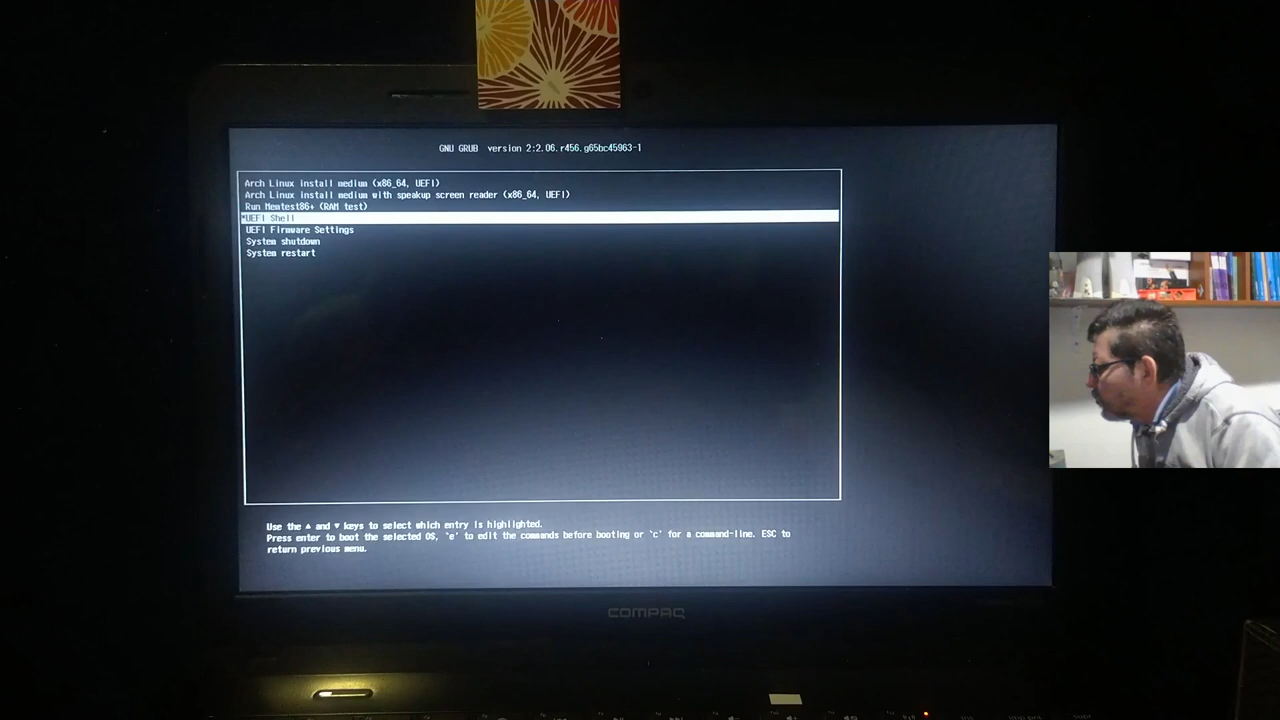 GNU GRUB  version 2:2.06.r456.g65bc45963-1
Arch Linux install medium (x86_64, UEFI)
Arch Linux install medium with speakup screen reader (x86_64, UEFI)
Run Memtest86+ (RAM test)
*UEFI Shell
UEFI Firmware Settings
System shutdown
System restart
Use the ▲ and ▼ keys to select which entry is highlighted.
Press enter to boot the selected OS, `e' to edit the commands before booting or `c' for a command-line. ESC to
return previous menu.
COMPAQ